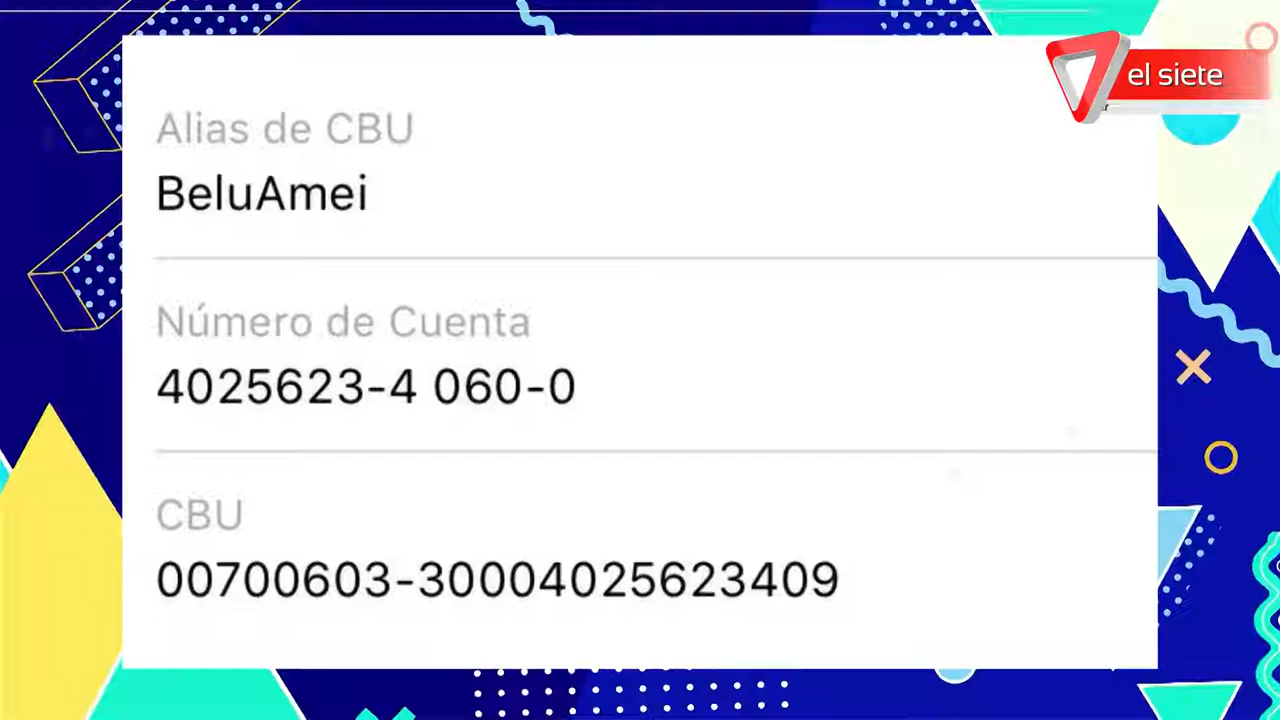 el siete
Alias de CBU
BeluAmei
Número de Cuenta
4025623-4 060-0
CBU
00700603-30004025623409